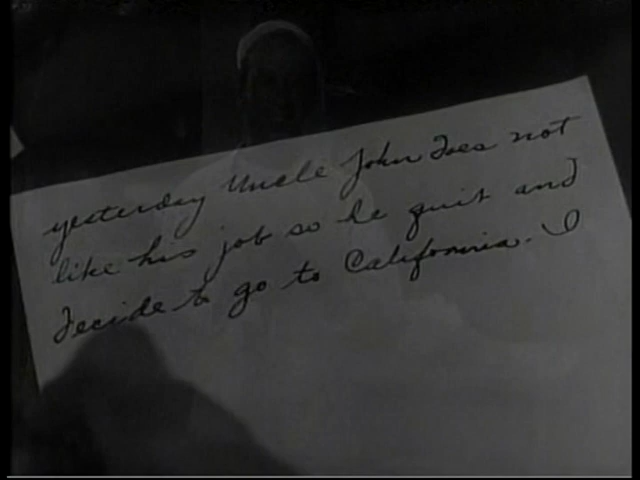 yesterday Uncle John does not
like his job so he quit and
decide to go to California. I